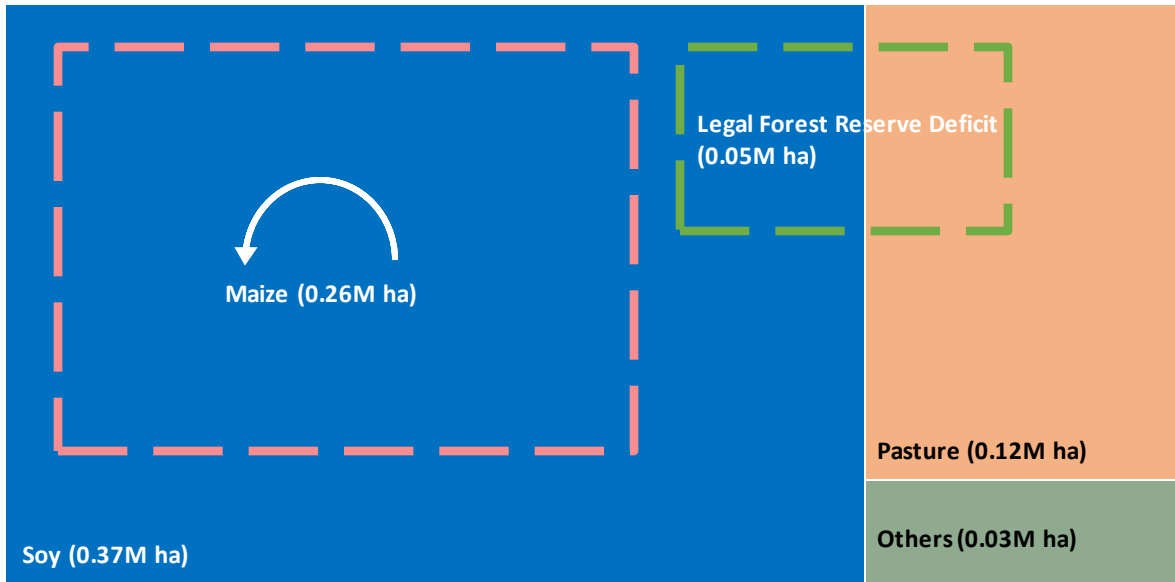 Legal Forest Reserve Deficit
(0.05M ha)
Maize (0.26M ha)
Pasture (0.12M ha)
Others (0.03M ha)
Soy (0.37M ha)